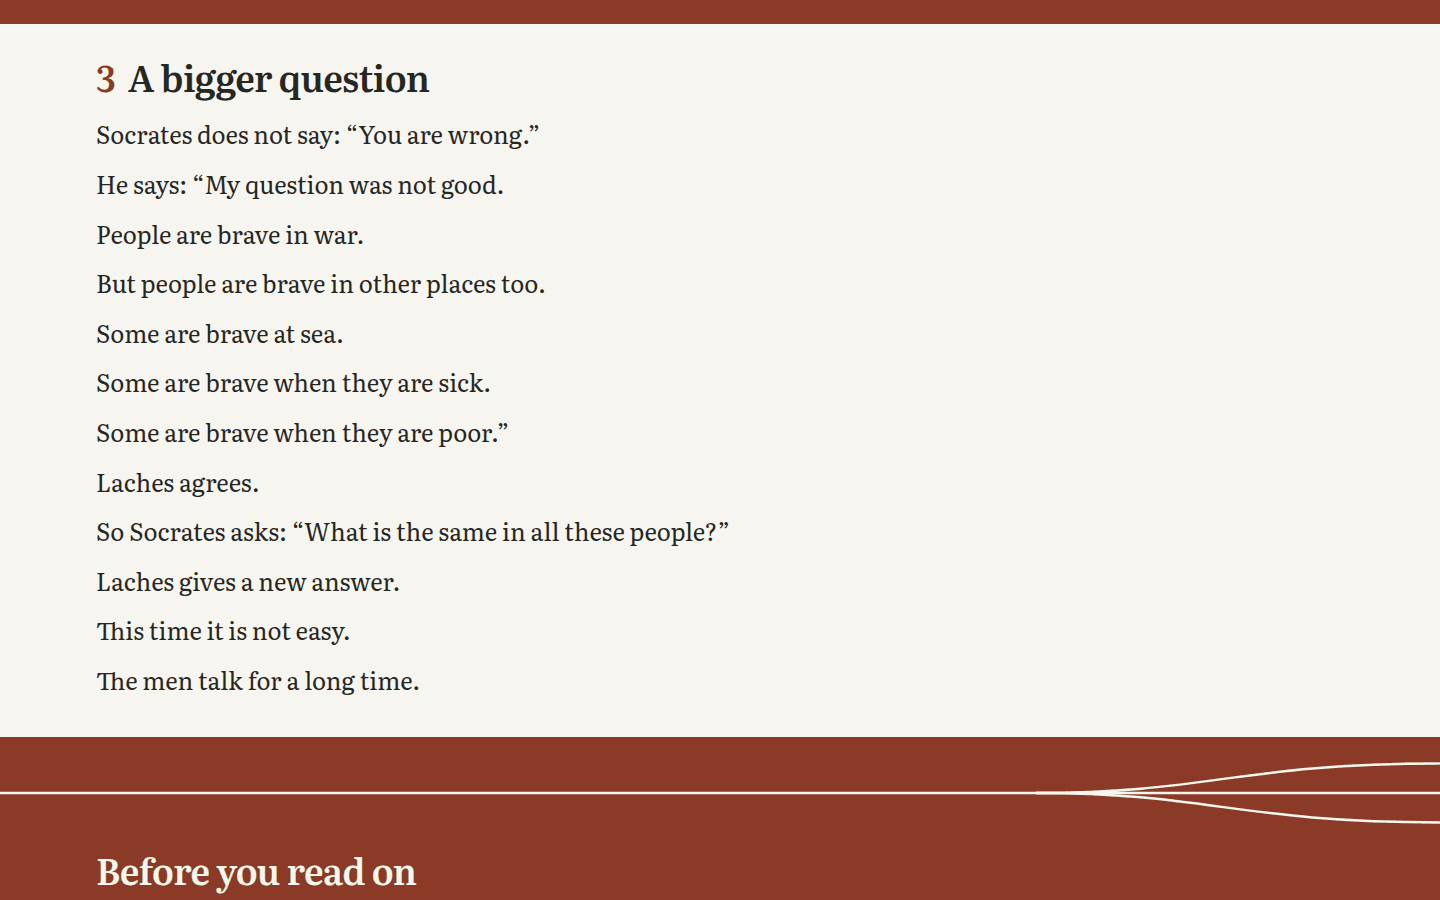 3 A bigger question
Socrates does not say: “You are wrong.”
He says: “My question was not good.
People are brave in war.
But people are brave in other places too.
Some are brave at sea.
Some are brave when they are sick.
Some are brave when they are poor.”
Laches agrees.
So Socrates asks: “What is the same in all these people?”
Laches gives a new answer.
This time it is not easy.
The men talk for a long time.
Before you read on